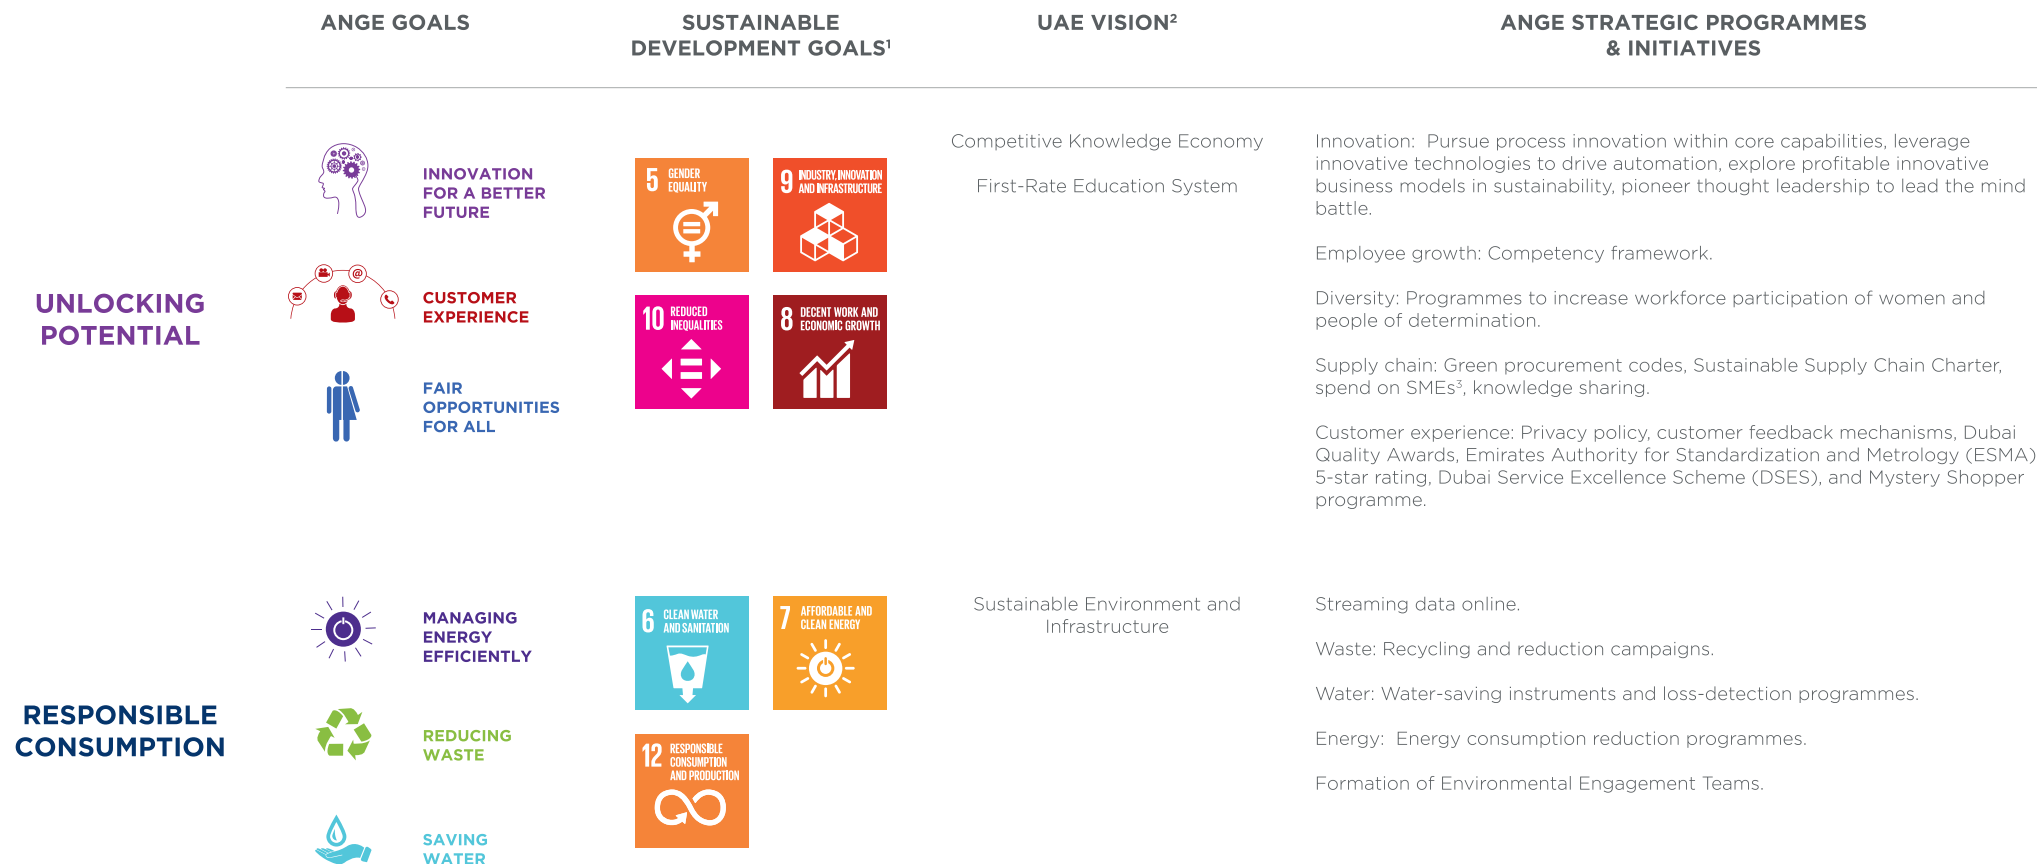 ANGE GOALS
SUSTAINABLE
DEVELOPMENT GOALS¹
UAE VISION²
ANGE STRATEGIC PROGRAMMES
& INITIATIVES
UNLOCKING
POTENTIAL
INNOVATION
FOR A BETTER
FUTURE
CUSTOMER
EXPERIENCE
FAIR
OPPORTUNITIES
FOR ALL
5 GENDER
EQUALITY
9 INDUSTRY, INNOVATION
AND INFRASTRUCTURE
10 REDUCED
INEQUALITIES
8 DECENT WORK AND
ECONOMIC GROWTH
Competitive Knowledge Economy
First-Rate Education System
Innovation:  Pursue process innovation within core capabilities, leverage
innovative technologies to drive automation, explore profitable innovative
business models in sustainability, pioneer thought leadership to lead the mind
battle.
Employee growth: Competency framework.
Diversity: Programmes to increase workforce participation of women and
people of determination.
Supply chain: Green procurement codes, Sustainable Supply Chain Charter,
spend on SMEs³, knowledge sharing.
Customer experience: Privacy policy, customer feedback mechanisms, Dubai
Quality Awards, Emirates Authority for Standardization and Metrology (ESMA)
5-star rating, Dubai Service Excellence Scheme (DSES), and Mystery Shopper
programme.
RESPONSIBLE
CONSUMPTION
MANAGING
ENERGY
EFFICIENTLY
REDUCING
WASTE
SAVING
WATER
6 CLEAN WATER
AND SANITATION
7 AFFORDABLE AND
CLEAN ENERGY
12 RESPONSIBLE
CONSUMPTION
AND PRODUCTION
Sustainable Environment and
Infrastructure
Streaming data online.
Waste: Recycling and reduction campaigns.
Water: Water-saving instruments and loss-detection programmes.
Energy:  Energy consumption reduction programmes.
Formation of Environmental Engagement Teams.